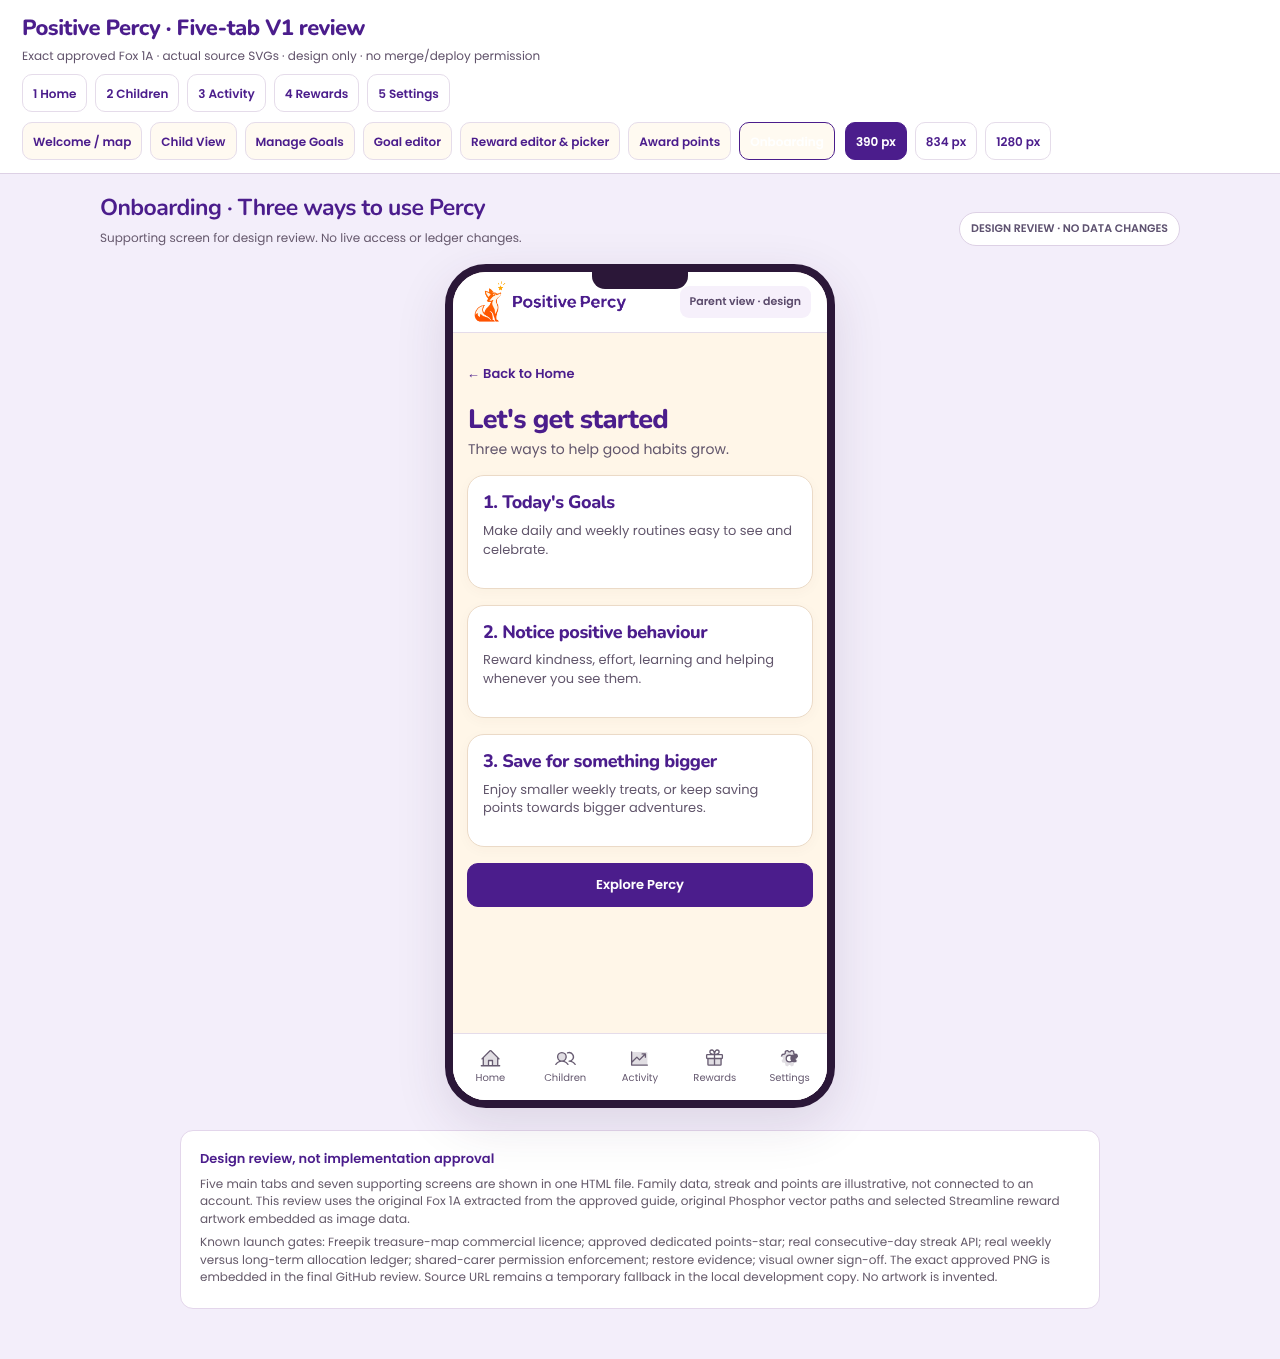 Positive Percy · Five-tab V1 review
Exact approved Fox 1A · actual source SVGs · design only · no merge/deploy permission
1 Home
2 Children
3 Activity
4 Rewards
5 Settings
Welcome / map
Child View
Manage Goals
Goal editor
Reward editor & picker
Award points
Onboarding
390 px
834 px
1280 px
Onboarding · Three ways to use Percy
Supporting screen for design review. No live access or ledger changes.
DESIGN REVIEW · NO DATA CHANGES
Positive Percy
Parent view · design
← Back to Home
Let's get started
Three ways to help good habits grow.
1. Today's Goals
Make daily and weekly routines easy to see and
celebrate.
2. Notice positive behaviour
Reward kindness, effort, learning and helping
whenever you see them.
3. Save for something bigger
Enjoy smaller weekly treats, or keep saving
points towards bigger adventures.
Explore Percy
Home
Children
Activity
Rewards
Settings
Design review, not implementation approval
Five main tabs and seven supporting screens are shown in one HTML file. Family data, streak and points are illustrative, not connected to an
account. This review uses the original Fox 1A extracted from the approved guide, original Phosphor vector paths and selected Streamline reward
artwork embedded as image data.
Known launch gates: Freepik treasure-map commercial licence; approved dedicated points-star; real consecutive-day streak API; real weekly
versus long-term allocation ledger; shared-carer permission enforcement; restore evidence; visual owner sign-off. The exact approved PNG is
embedded in the final GitHub review. Source URL remains a temporary fallback in the local development copy. No artwork is invented.